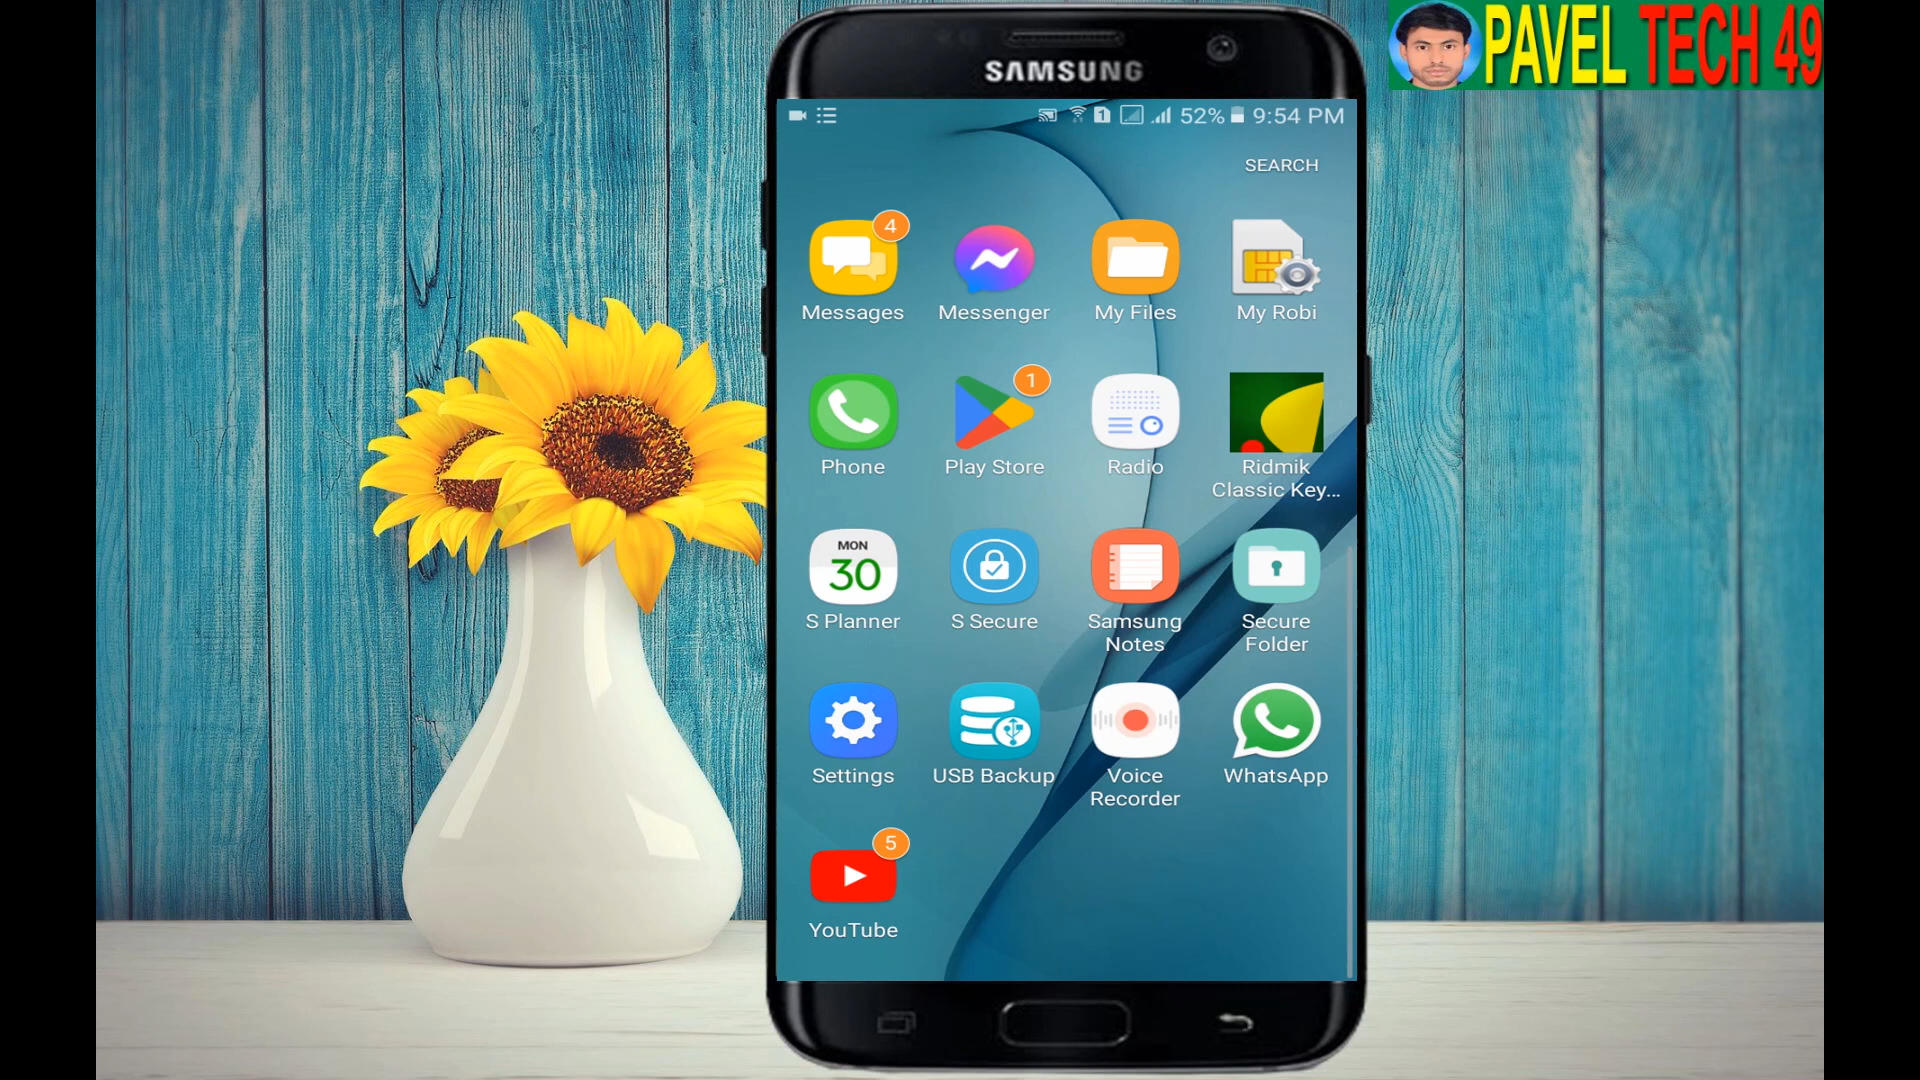 PAVEL TECH 49
SAMSUNG
1 52% 9:54 PM
SEARCH
4
Messages Messenger My Files My Robi
1
Phone Play Store Radio Ridmik
Classic Key...
MON
30
S Planner S Secure Samsung Secure
Notes Folder
Settings USB Backup Voice WhatsApp
Recorder
5
YouTube